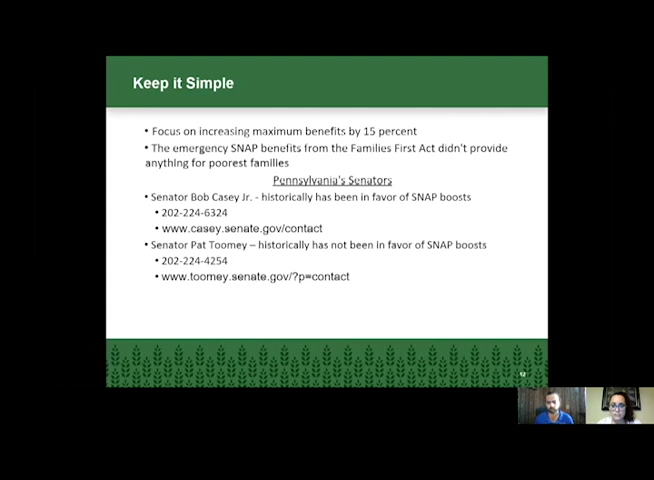 Keep it Simple
• Focus on increasing maximum benefits by 15 percent
• The emergency SNAP benefits from the Families First Act didn't provide
anything for poorest families
Pennsylvania's Senators
• Senator Bob Casey Jr. - historically has been in favor of SNAP boosts
• 202-224-6324
• www.casey.senate.gov/contact
• Senator Pat Toomey – historically has not been in favor of SNAP boosts
• 202-224-4254
• www.toomey.senate.gov/?p=contact
12